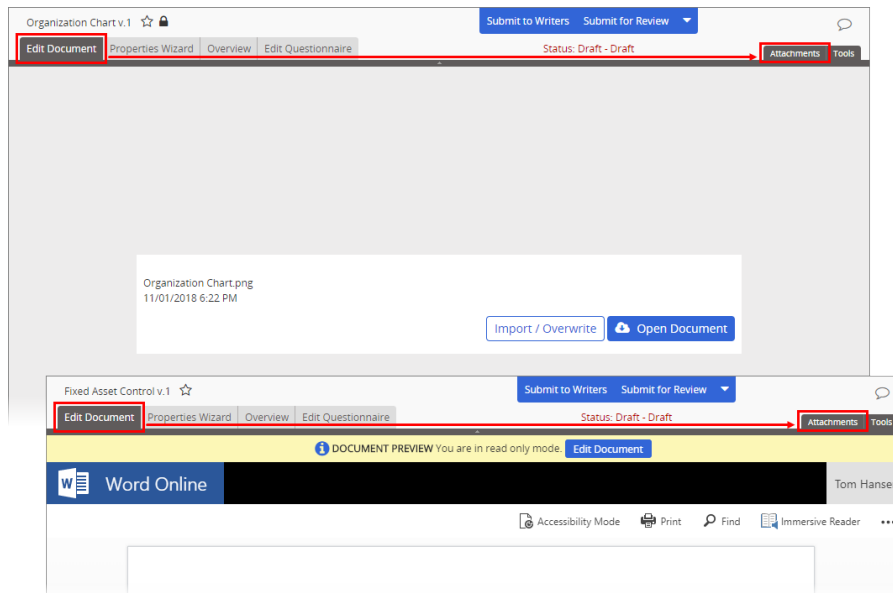 Organization Chart v.1
Submit to Writers Submit for Review
Edit Document Properties Wizard Overview Edit Questionnaire Status: Draft - Draft Attachments Tools
Organization Chart.png
11/01/2018 6:22 PM
Import / Overwrite Open Document
Fixed Asset Control v.1
Submit to Writers Submit for Review
Edit Document Properties Wizard Overview Edit Questionnaire Status: Draft - Draft Attachments Tools
DOCUMENT PREVIEW You are in read only mode. Edit Document
W Word Online Tom Hanse
Accessibility Mode Print Find Immersive Reader ...